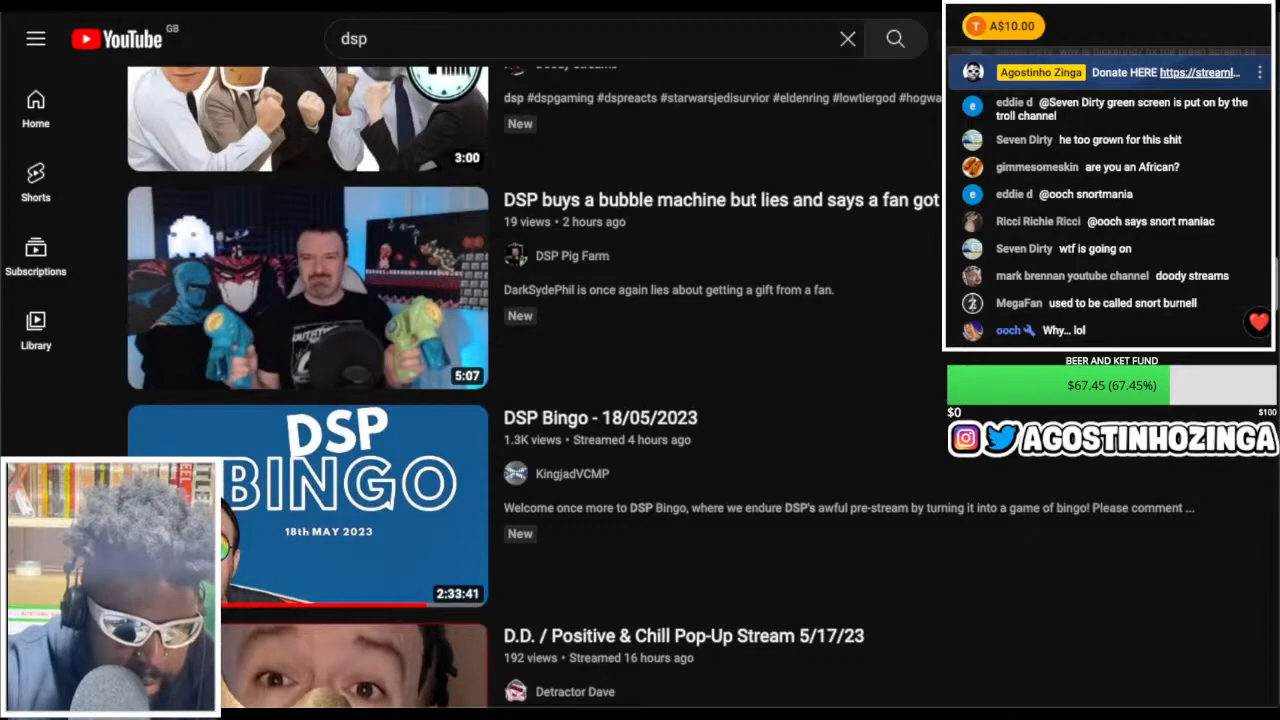 YouTube GB
dsp
Home
Shorts
Subscriptions
Library
dsp #dspgaming #dspreacts #starwarsjedisurvior #eldenring #lowtiergod #hogwa
New
3:00
DSP buys a bubble machine but lies and says a fan got
19 views • 2 hours ago
DSP Pig Farm
DarkSydePhil is once again lies about getting a gift from a fan.
New
5:07
DSP
BINGO
18th MAY 2023
2:33:41
DSP Bingo - 18/05/2023
1.3K views • Streamed 4 hours ago
KingjadVCMP
Welcome once more to DSP Bingo, where we endure DSP's awful pre-stream by turning it into a game of bingo! Please comment ...
New
D.D. / Positive & Chill Pop-Up Stream 5/17/23
192 views • Streamed 16 hours ago
Detractor Dave
T A$10.00
Agostinho Zinga Donate HERE https://streaml...
eddie d @Seven Dirty green screen is put on by the
troll channel
Seven Dirty he too grown for this shit
gimmesomeskin are you an African?
eddie d @ooch snortmania
Ricci Richie Ricci @ooch says snort maniac
Seven Dirty wtf is going on
mark brennan youtube channel doody streams
MegaFan used to be called snort burnell
ooch Why... lol
BEER AND KET FUND
$67.45 (67.45%)
$0 $100
AGOSTINHOZINGA